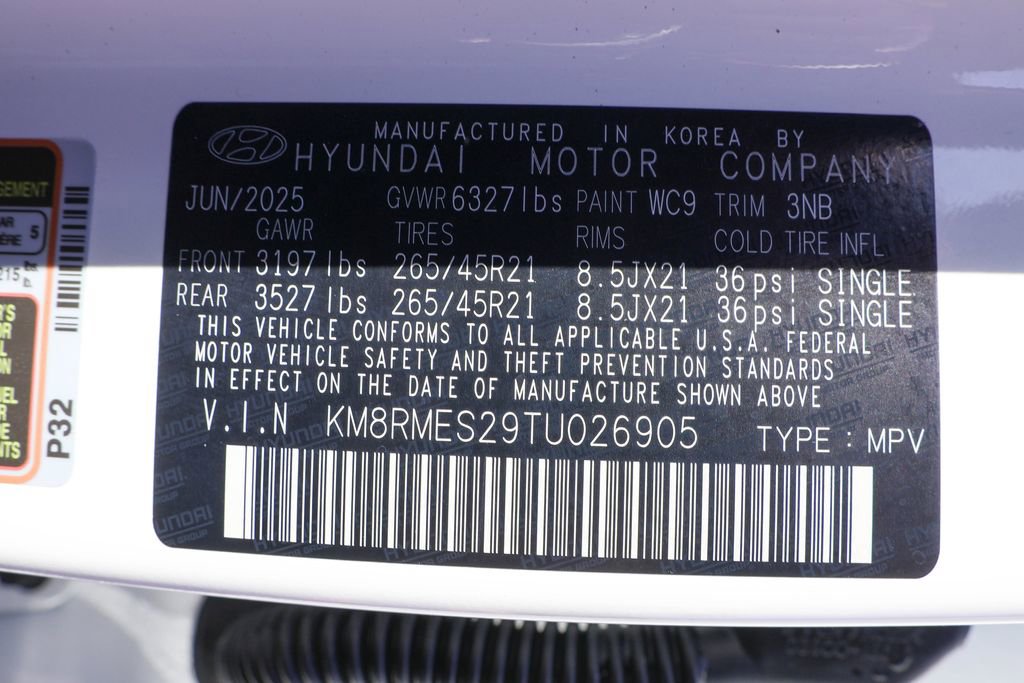 MANUFACTURED IN KOREA BY
HYUNDAI MOTOR COMPANY
JUN/2025 GVWR 6327lbs PAINT WC9 TRIM 3NB
GAWR TIRES RIMS COLD TIRE INFL
FRONT 3197lbs 265/45R21 8.5JX21 36psi SINGLE
REAR 3527lbs 265/45R21 8.5JX21 36psi SINGLE
THIS VEHICLE CONFORMS TO ALL APPLICABLE U.S.A. FEDERAL
MOTOR VEHICLE SAFETY AND THEFT PREVENTION STANDARDS
IN EFFECT ON THE DATE OF MANUFACTURE SHOWN ABOVE
V.I.N KM8RMES29TU026905 TYPE : MPV
5
215
P32